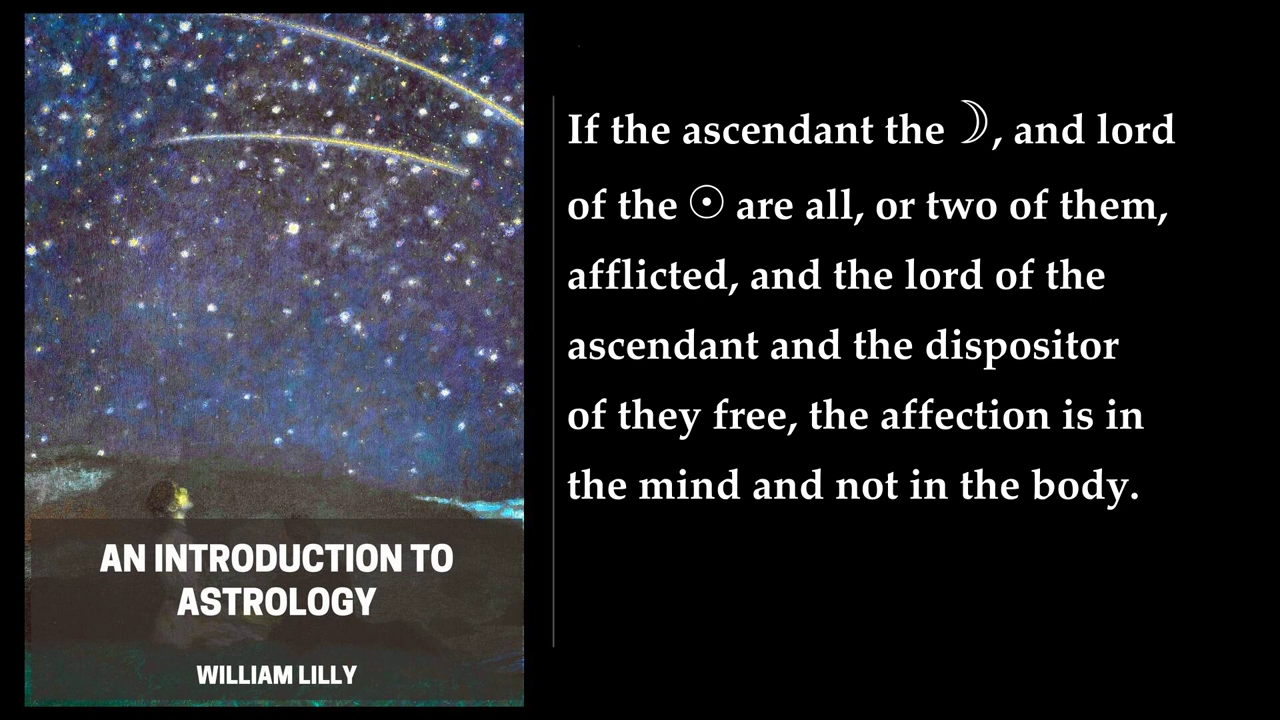 AN INTRODUCTION TO
ASTROLOGY
WILLIAM LILLY
If the ascendant the ☽, and lord
of the ☉ are all, or two of them,
afflicted, and the lord of the
ascendant and the dispositor
of they free, the affection is in
the mind and not in the body.